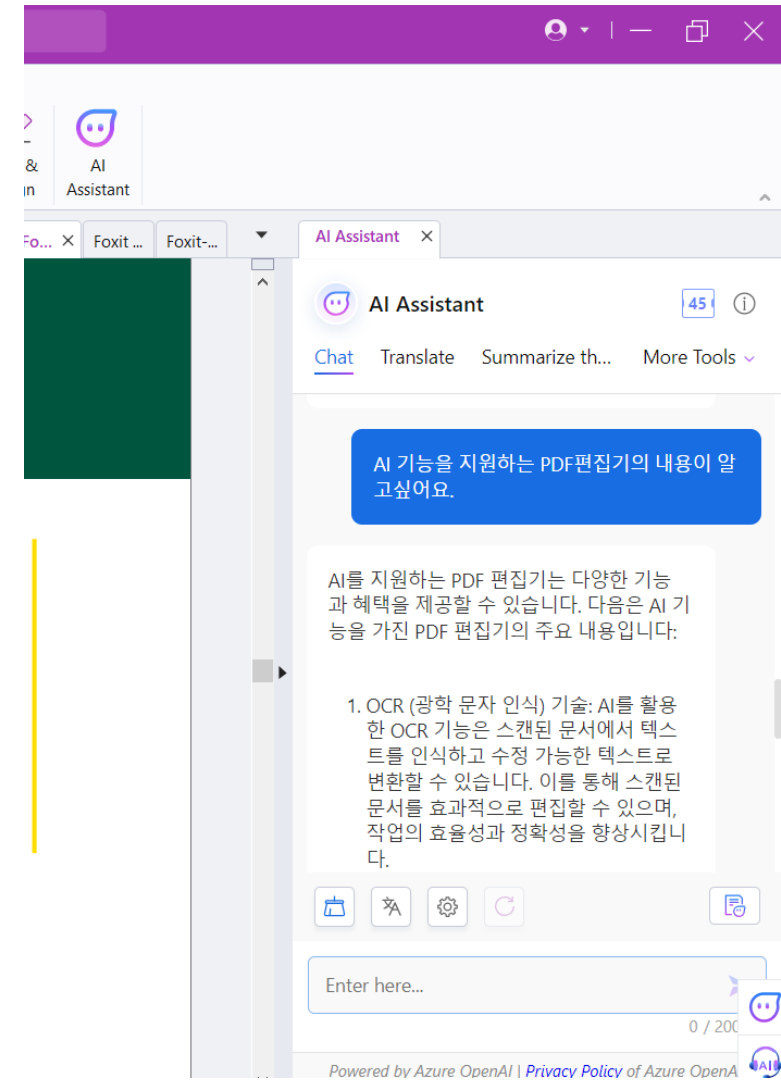 &
AI
Assistant
Fo...
Foxit ...
Foxit-...
AI Assistant
AI Assistant
45
Chat
Translate
Summarize th...
More Tools
AI 기능을 지원하는 PDF편집기의 내용이 알
고싶어요.
AI를 지원하는 PDF 편집기는 다양한 기능
과 혜택을 제공할 수 있습니다. 다음은 AI 기
능을 가진 PDF 편집기의 주요 내용입니다:
1. OCR (광학 문자 인식) 기술: AI를 활용
한 OCR 기능은 스캔된 문서에서 텍스
트를 인식하고 수정 가능한 텍스트로
변환할 수 있습니다. 이를 통해 스캔된
문서를 효과적으로 편집할 수 있으며,
작업의 효율성과 정확성을 향상시킵니
다.
Enter here...
0 / 200
Powered by Azure OpenAI | Privacy Policy of Azure OpenA
AI